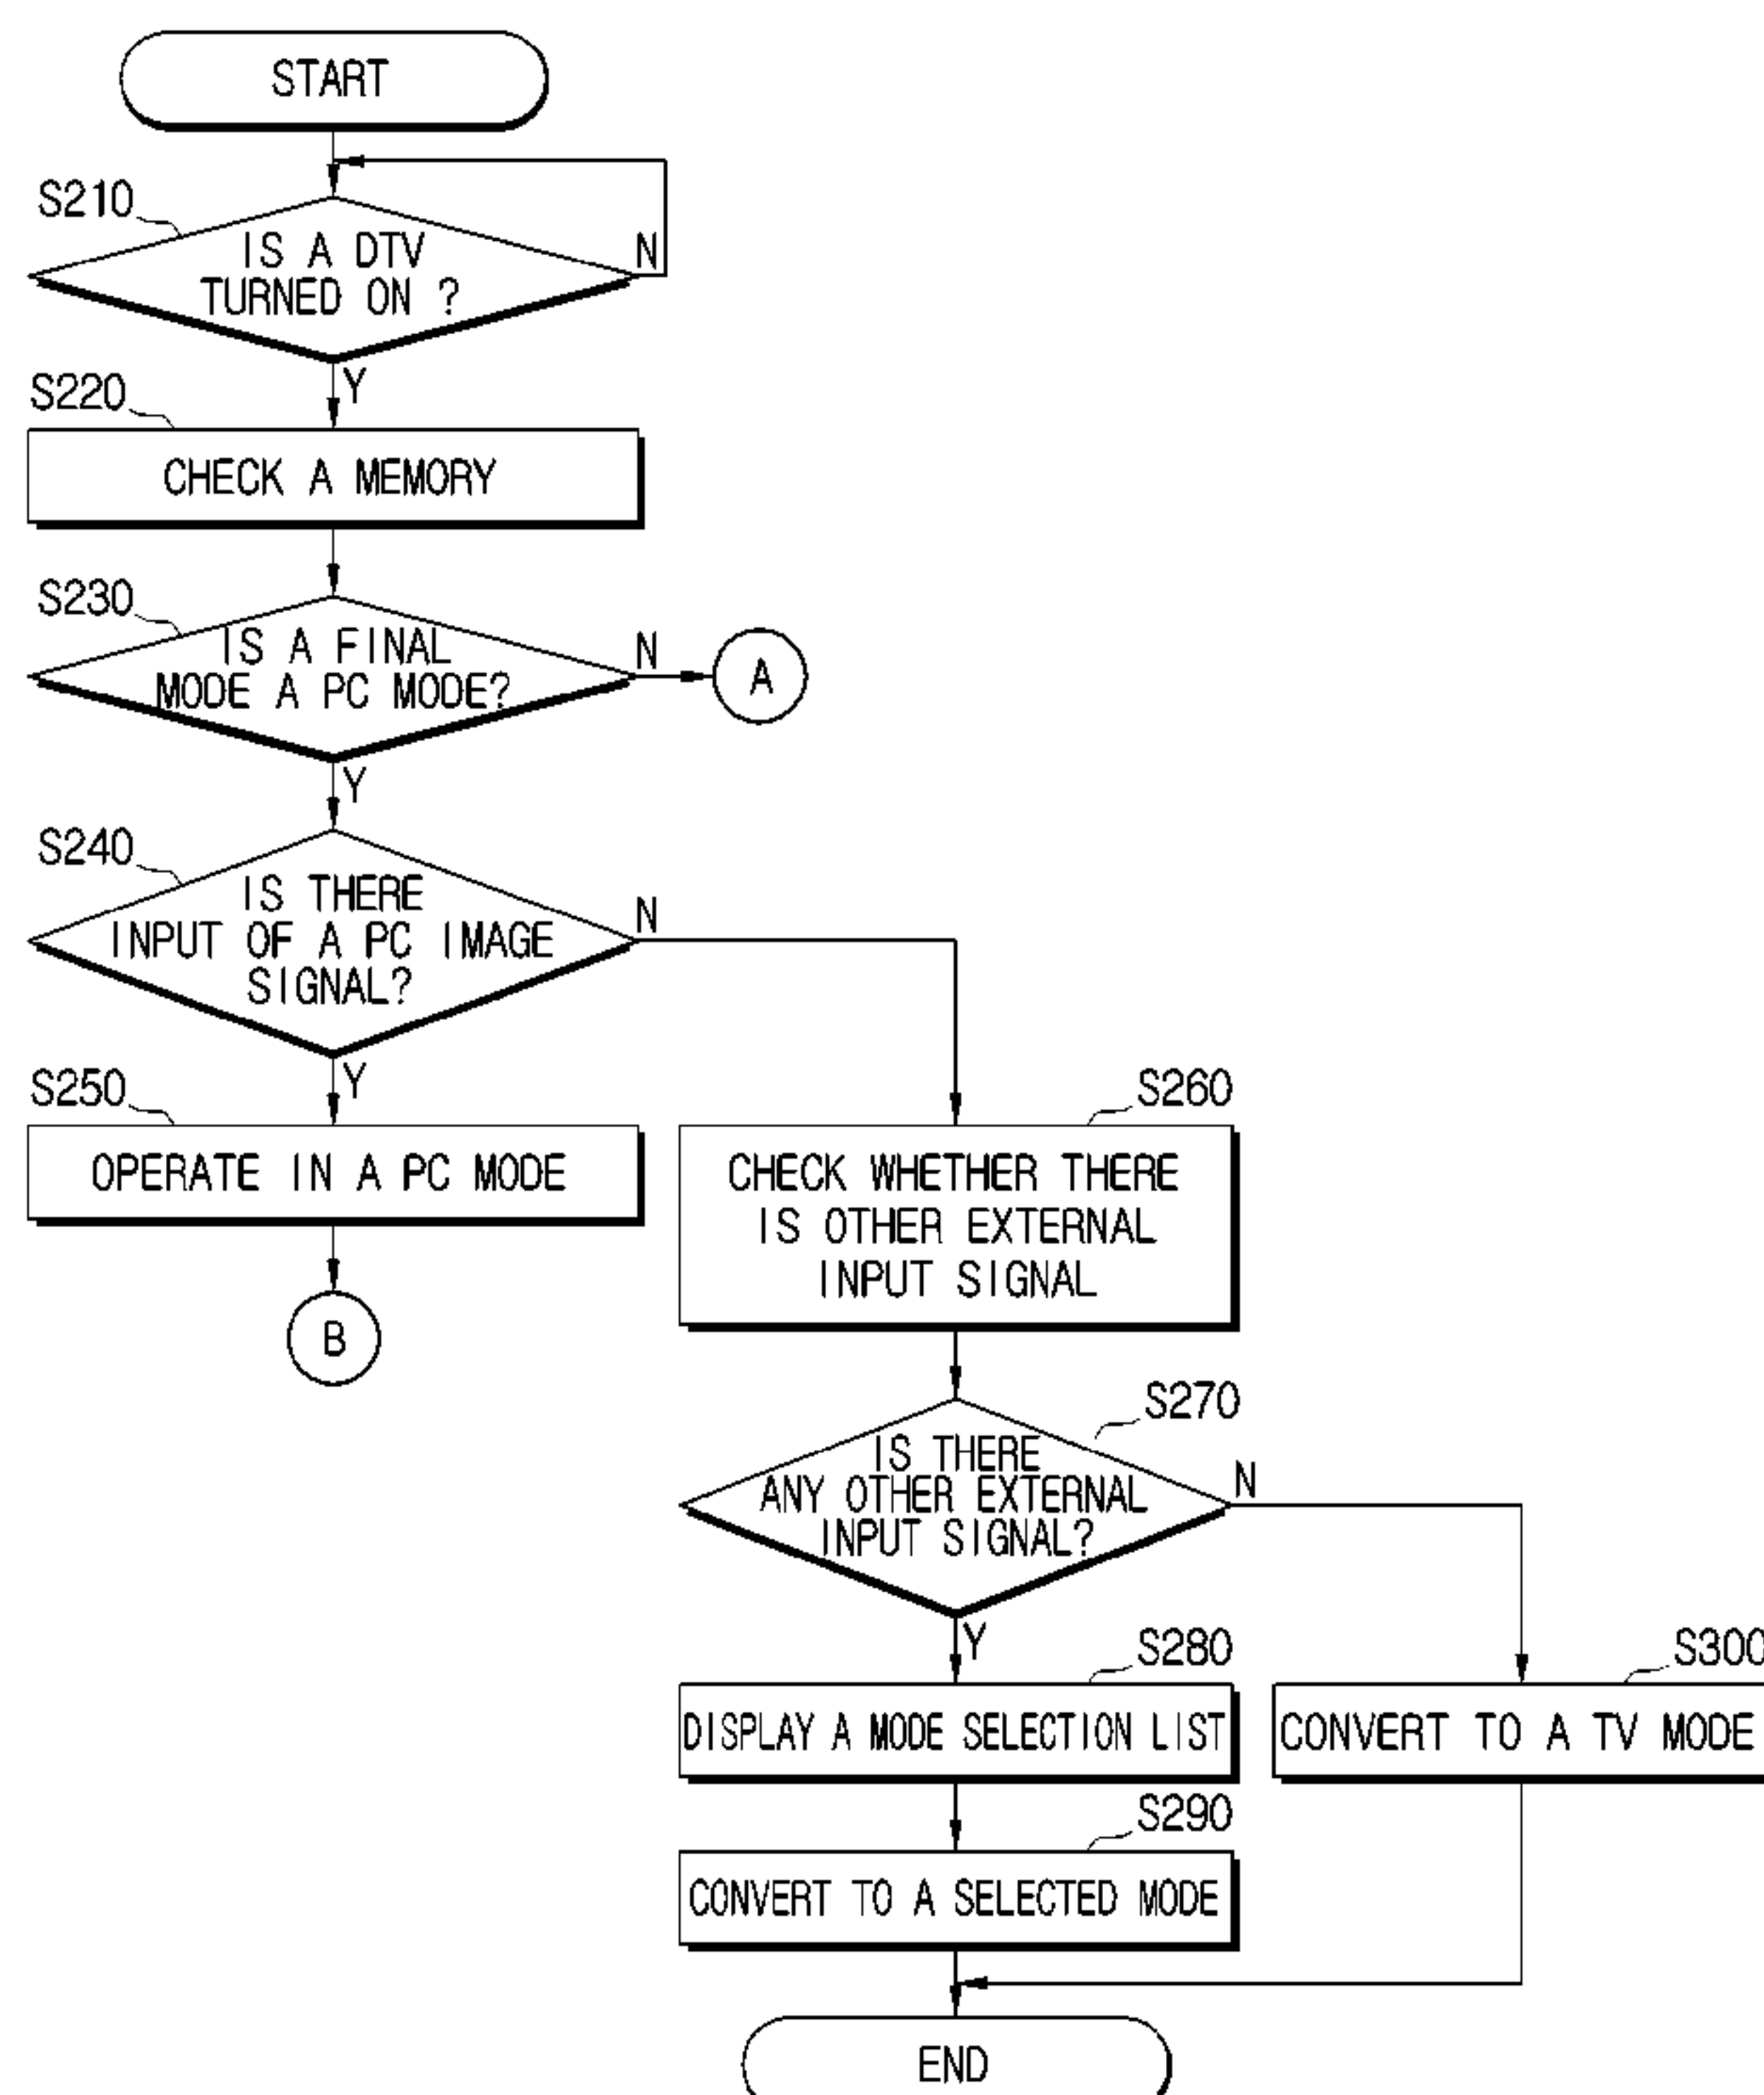 START
S210
IS A DTV
TURNED ON ?
N
Y
S220
CHECK A MEMORY
S230
IS A FINAL
MODE A PC MODE?
N
A
Y
S240
IS THERE
INPUT OF A PC IMAGE
SIGNAL?
N
Y
S250
OPERATE IN A PC MODE
B
S260
CHECK WHETHER THERE
IS OTHER EXTERNAL
INPUT SIGNAL
S270
IS THERE
ANY OTHER EXTERNAL
INPUT SIGNAL?
N
Y
S280
DISPLAY A MODE SELECTION LIST
S300
CONVERT TO A TV MODE
S290
CONVERT TO A SELECTED MODE
END